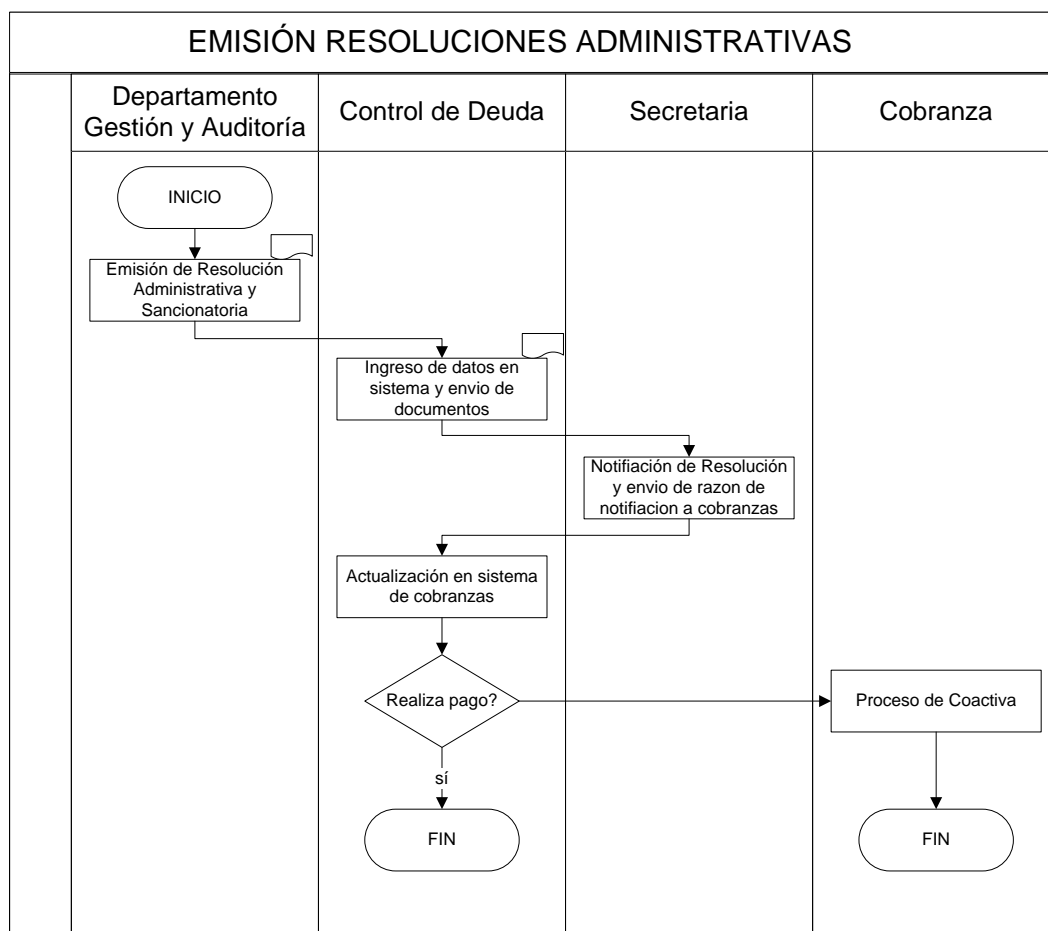 EMISIÓN RESOLUCIONES ADMINISTRATIVAS
Departamento
Gestión y Auditoría
Control de Deuda
Secretaria
Cobranza
INICIO
Emisión de Resolución
Administrativa y
Sancionatoria
Ingreso de datos en
sistema y envio de
documentos
Notifiación de Resolución
y envio de razon de
notifiacion a cobranzas
Actualización en sistema
de cobranzas
Realiza pago?
Proceso de Coactiva
sí
FIN
FIN